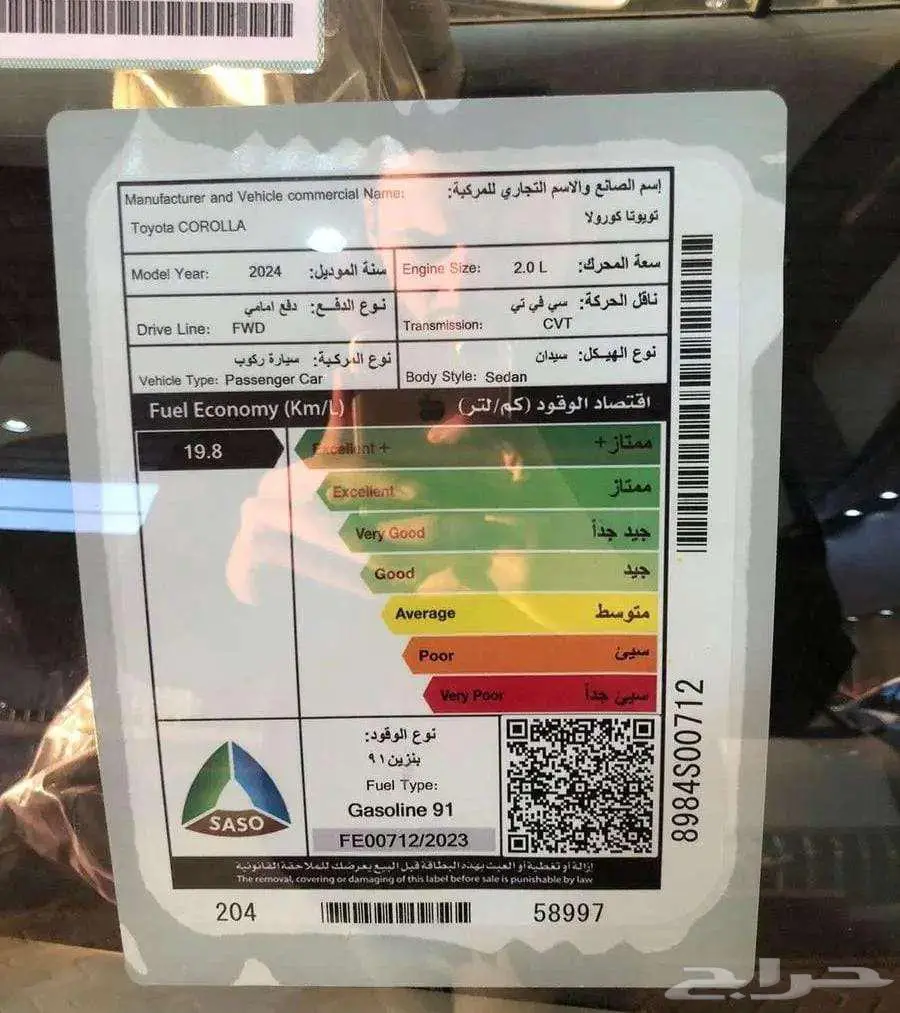 Manufacturer and Vehicle commercial Name: إسم الصانع والاسم التجاري للمركبة:
Toyota COROLLA تويوتا كورولا
Model Year: 2024 سنة الموديل: Engine Size: 2.0 L سعة المحرك:
نوع الدفـع: دفع امامي ناقل الحركة: سي في تي
Drive Line: FWD Transmission: CVT
نوع المركبة: سيارة ركوب نوع الهيكل: سيدان
Vehicle Type: Passenger Car Body Style: Sedan
Fuel Economy (Km/L) اقتصاد الوقود (كم/لتر)
19.8 Excellent + ممتاز +
Excellent ممتاز
Very Good جيد جداً
Good جيد
Average متوسط
Poor سيئ
Very Poor سيئ جداً
نوع الوقود:
بنزين ٩١
Fuel Type:
Gasoline 91
SASO
FE00712/2023
8984S00712
إزالة أو تغطية أو العبث بهذه البطاقة قبل البيع يعرضك للملاحقة القانونية
The removal, covering or damaging of this label before sale is punishable by law
204 58997
حراج